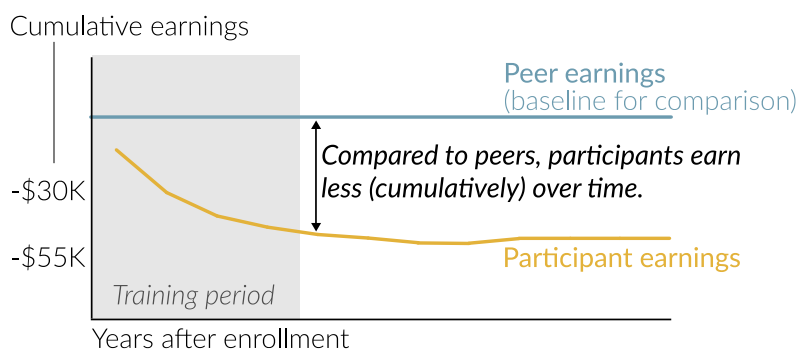 Cumulative earnings
Peer earnings
(baseline for comparison)
Compared to peers, participants earn
less (cumulatively) over time.
-$30K
-$55K
Participant earnings
Training period
Years after enrollment